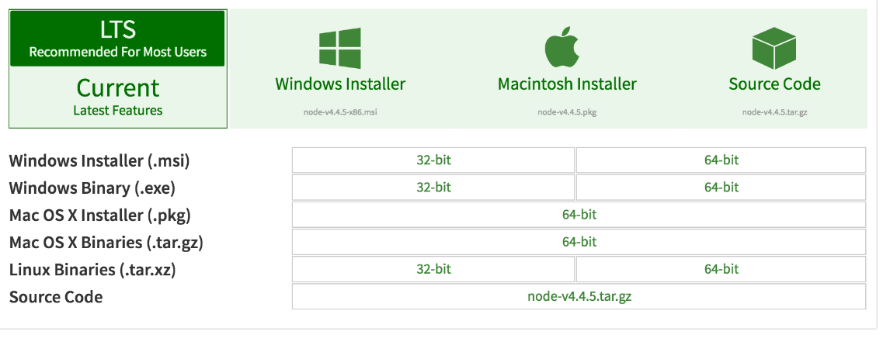 LTS
Recommended For Most Users
Current
Latest Features
Windows Installer
node-v4.4.5-x86.msi
Macintosh Installer
node-v4.4.5.pkg
Source Code
node-v4.4.5.tar.gz
Windows Installer (.msi) 32-bit 64-bit
Windows Binary (.exe) 32-bit 64-bit
Mac OS X Installer (.pkg) 64-bit
Mac OS X Binaries (.tar.gz) 64-bit
Linux Binaries (.tar.xz) 32-bit 64-bit
Source Code node-v4.4.5.tar.gz